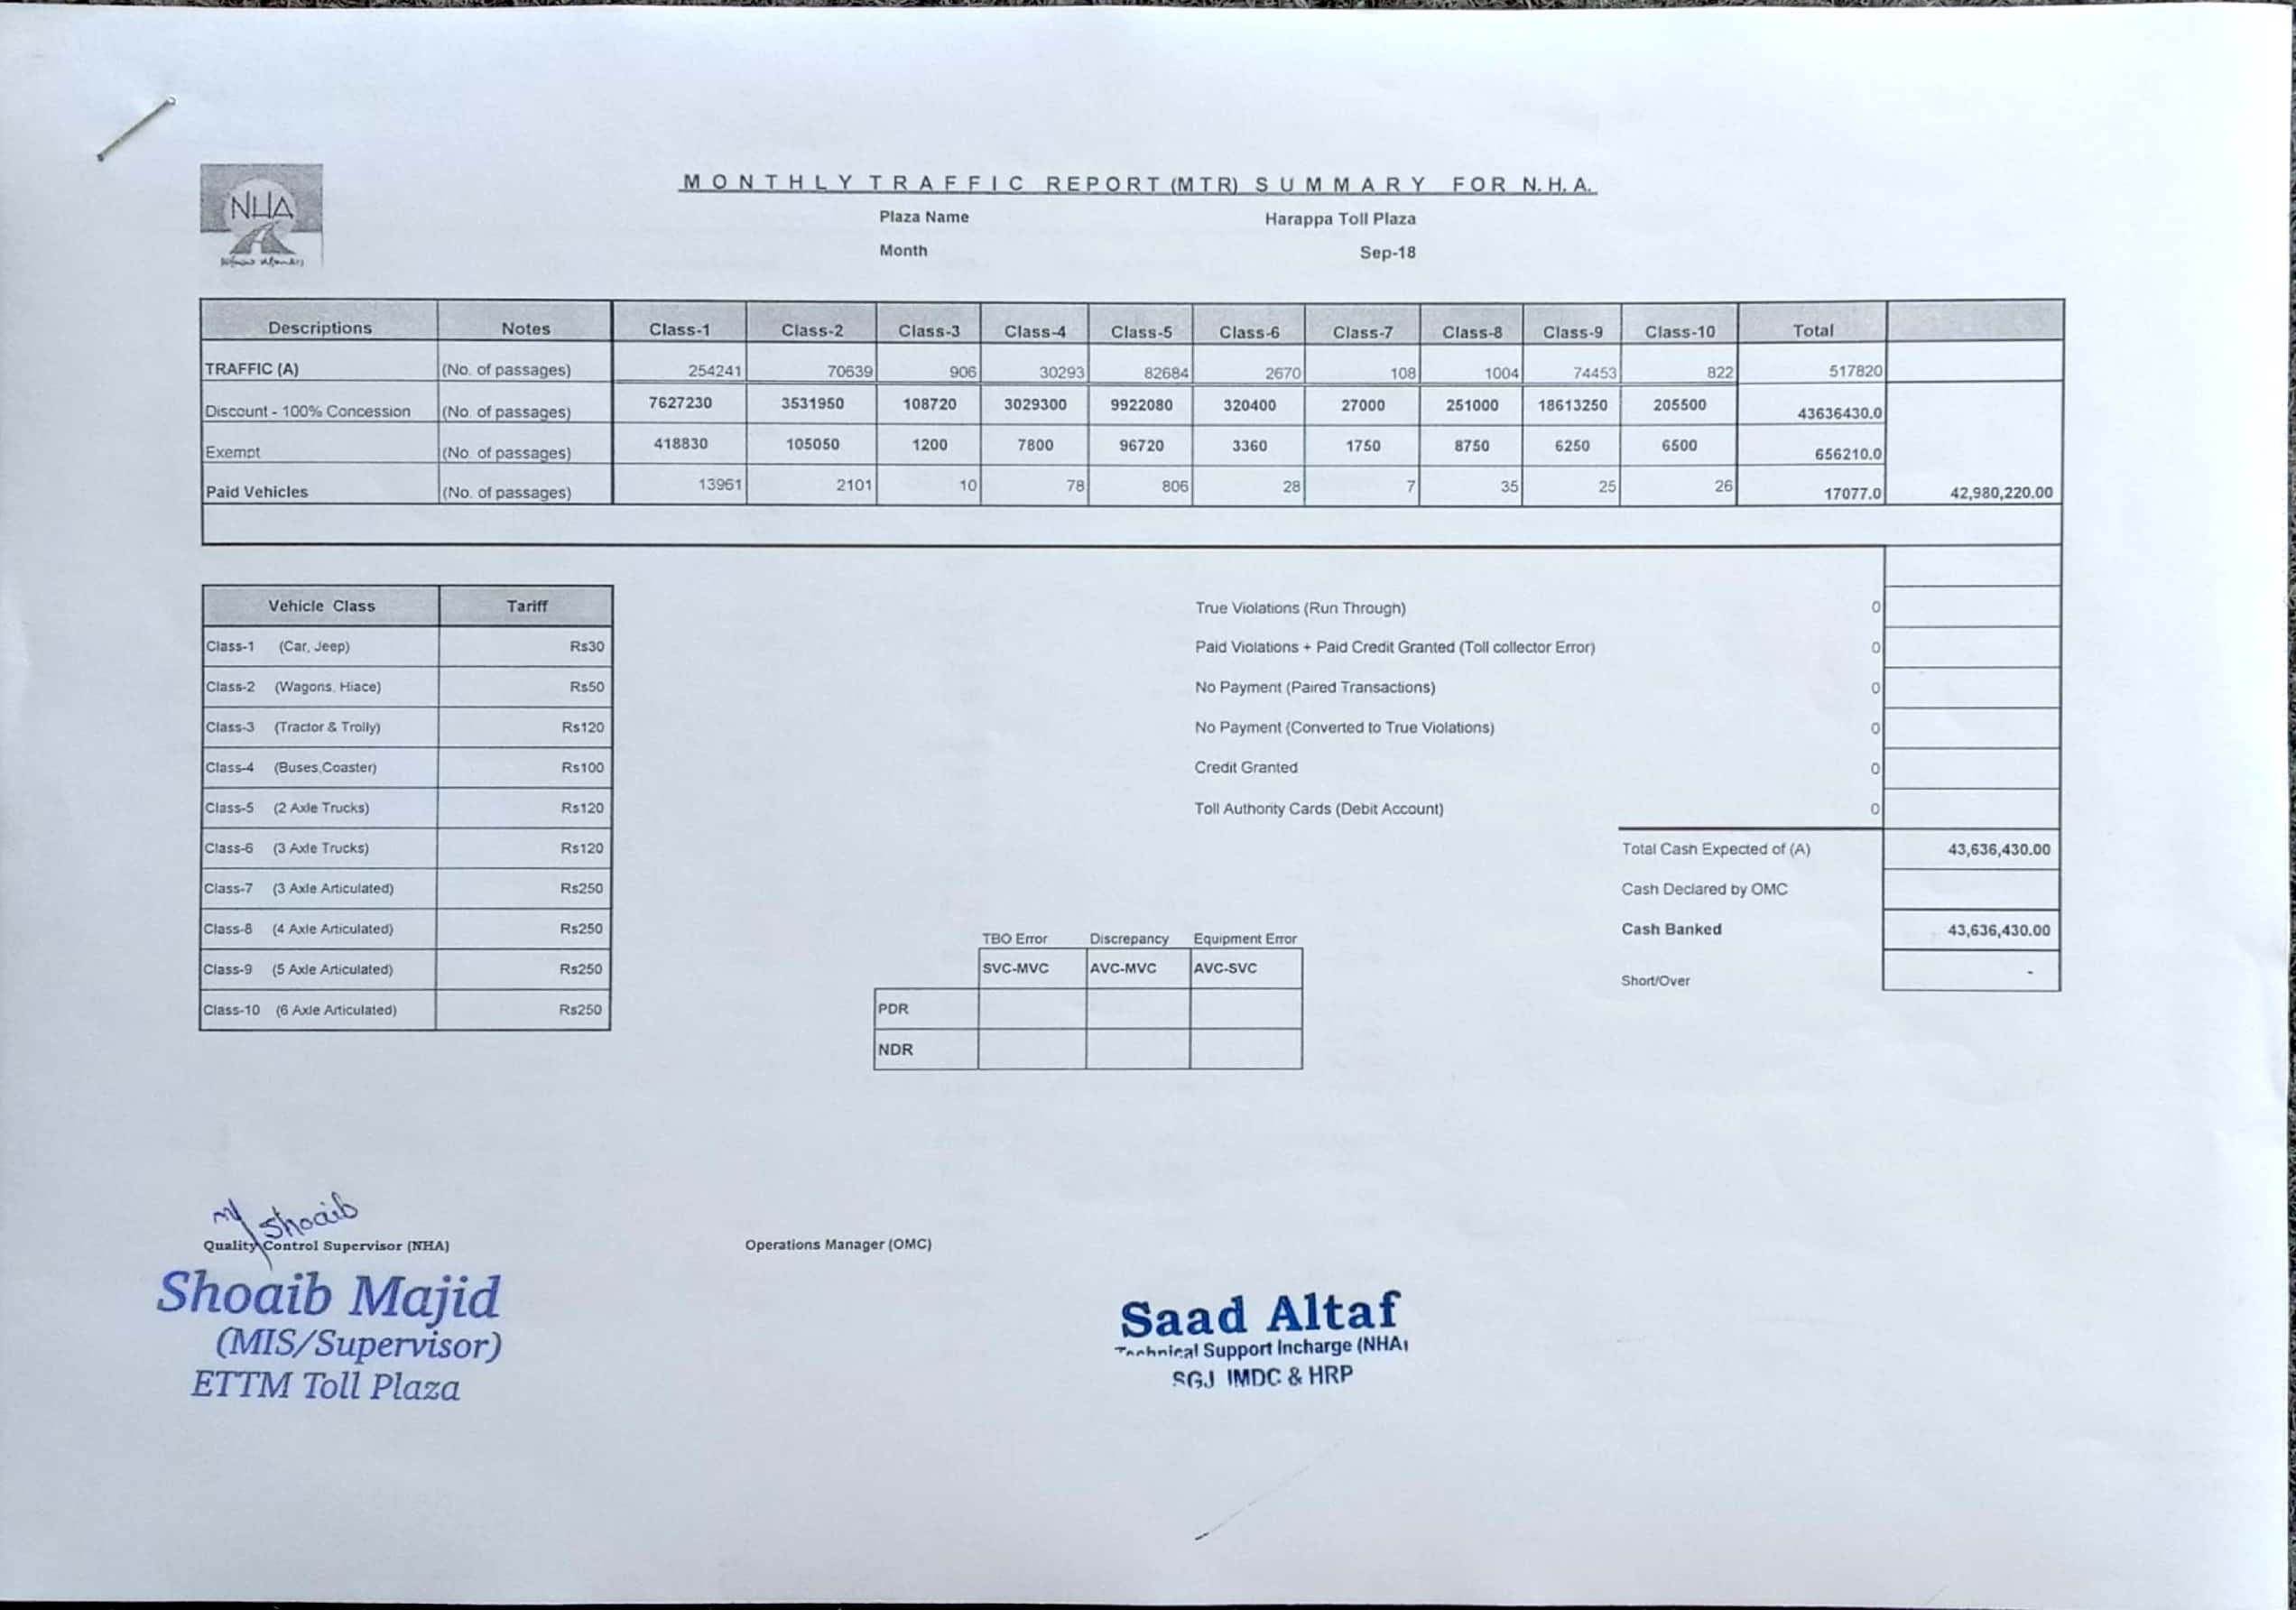 NHA
MONTHLY TRAFFIC REPORT (MTR) SUMMARY FOR N.H.A.
Plaza Name Harappa Toll Plaza
Month Sep-18
Descriptions Notes Class-1 Class-2 Class-3 Class-4 Class-5 Class-6 Class-7 Class-8 Class-9 Class-10 Total
TRAFFIC (A) (No. of passages) 254241 70639 906 30293 82684 2670 108 1004 74453 822 517820
Discount - 100% Concession (No. of passages) 7627230 3531950 108720 3029300 9922080 320400 27000 251000 18613250 205500 43636430.0
Exempt (No. of passages) 418830 105050 1200 7800 96720 3360 1750 8750 6250 6500 656210.0
Paid Vehicles (No. of passages) 13961 2101 10 78 806 28 7 35 25 26 17077.0 42,980,220.00
Vehicle Class Tariff
Class-1 (Car, Jeep) Rs30
Class-2 (Wagons, Hiace) Rs50
Class-3 (Tractor & Trolly) Rs120
Class-4 (Buses,Coaster) Rs100
Class-5 (2 Axle Trucks) Rs120
Class-6 (3 Axle Trucks) Rs120
Class-7 (3 Axle Articulated) Rs250
Class-8 (4 Axle Articulated) Rs250
Class-9 (5 Axle Articulated) Rs250
Class-10 (6 Axle Articulated) Rs250
True Violations (Run Through) 0
Paid Violations + Paid Credit Granted (Toll collector Error) 0
No Payment (Paired Transactions) 0
No Payment (Converted to True Violations) 0
Credit Granted 0
Toll Authority Cards (Debit Account) 0
Total Cash Expected of (A) 43,636,430.00
Cash Declared by OMC
Cash Banked 43,636,430.00
Short/Over -
TBO Error Discrepancy Equipment Error
SVC-MVC AVC-MVC AVC-SVC
PDR
NDR
Shoaib
Quality Control Supervisor (NHA)
Operations Manager (OMC)
Shoaib Majid
(MIS/Supervisor)
ETTM Toll Plaza
Saad Altaf
Technical Support Incharge (NHA)
SGJ IMDC & HRP